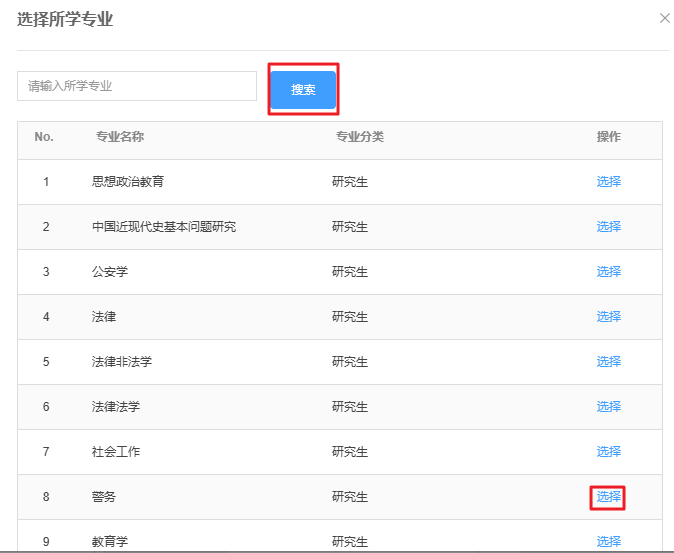 选择所学专业
请输入所学专业 搜索
No. 专业名称 专业分类 操作
1 思想政治教育 研究生 选择
2 中国近现代史基本问题研究 研究生 选择
3 公安学 研究生 选择
4 法律 研究生 选择
5 法律非法学 研究生 选择
6 法律法学 研究生 选择
7 社会工作 研究生 选择
8 警务 研究生 选择
9 教育学 研究生 选择